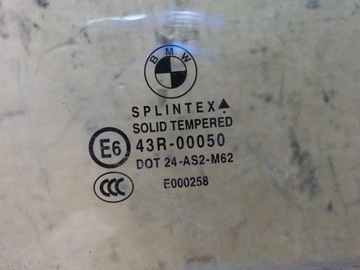 BMW
SPLINTEX
SOLID TEMPERED
E6 43R-00050
DOT 24-AS2-M62
CCC E000258